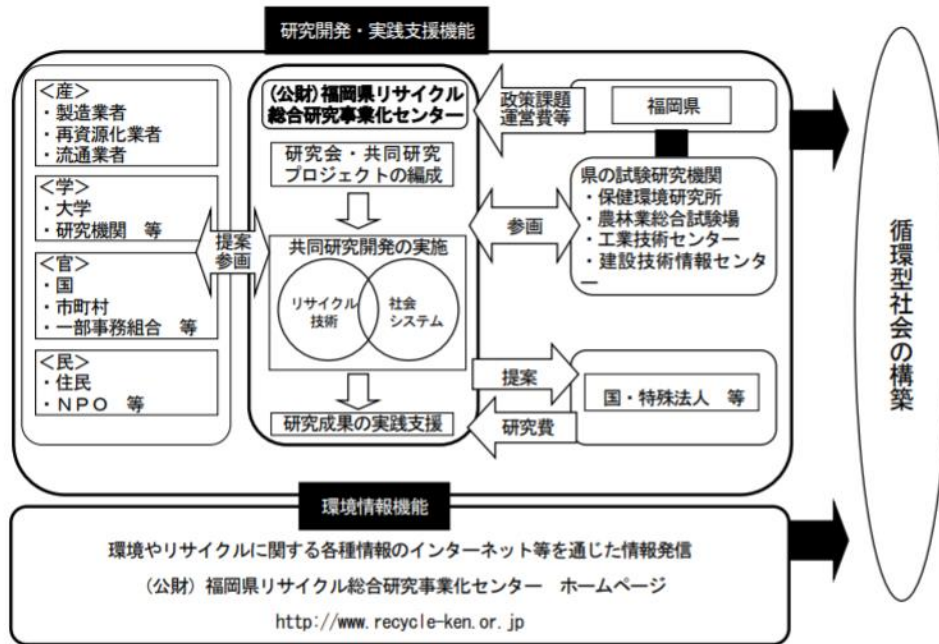 研究開発・実践支援機能
＜産＞
・製造業者
・再資源化業者
・流通業者
＜学＞
・大学
・研究機関　等
＜官＞
・国
・市町村
・一部事務組合　等
＜民＞
・住民
・ＮＰＯ　等
提案
参画
(公財)福岡県リサイクル
総合研究事業化センター
研究会・共同研究
プロジェクトの編成
共同研究開発の実施
リサイクル
技術
社会
システム
研究成果の実践支援
政策課題
運営費等
福岡県
参画
県の試験研究機関
・保健環境研究所
・農林業総合試験場
・工業技術センター
・建設技術情報センタ
ー
提案
研究費
国・特殊法人　等
循環型社会の構築
環境情報機能
環境やリサイクルに関する各種情報のインターネット等を通じた情報発信
（公財）福岡県リサイクル総合研究事業化センター　ホームページ
http://www.recycle-ken.or.jp